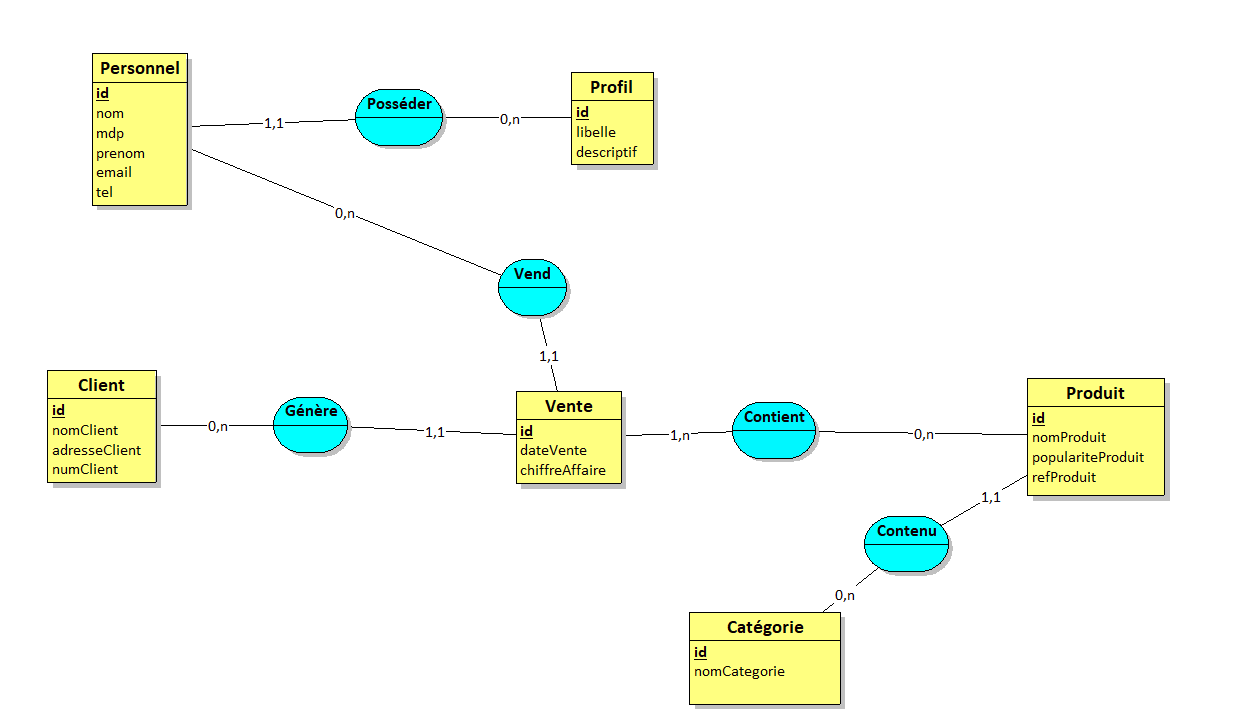 Personnel
id
nom
mdp
prenom
email
tel
1,1
Posséder
0,n
Profil
id
libelle
descriptif
0,n
Vend
1,1
Client
id
nomClient
adresseClient
numClient
0,n
Génère
1,1
Vente
id
dateVente
chiffreAffaire
1,n
Contient
0,n
Produit
id
nomProduit
populariteProduit
refProduit
1,1
Contenu
0,n
Catégorie
id
nomCategorie